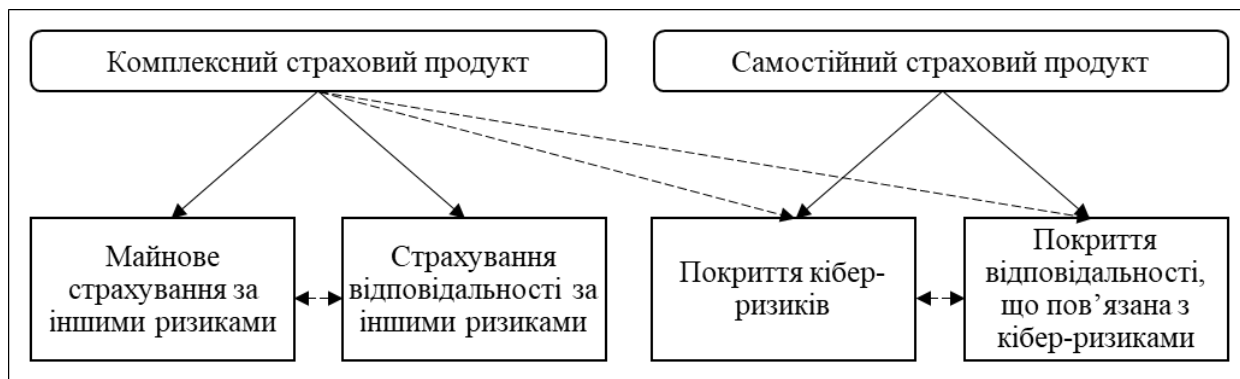 Комплексний страховий продукт
Самостійний страховий продукт
Майнове
страхування за
іншими ризиками
Страхування
відповідальності за
іншими ризиками
Покриття кібер-
ризиків
Покриття
відповідальності,
що пов’язана з
кібер-ризиками